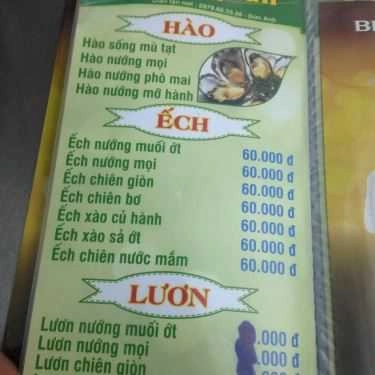 HÀO
Hào sống mù tạt
Hào nướng mọi
Hào nướng phô mai
Hào nướng mỡ hành
ẾCH
Ếch nướng muối ớt 60.000 đ
Ếch nướng mọi 60.000 đ
Ếch chiên giòn 60.000 đ
Ếch chiên bơ 60.000 đ
Ếch xào củ hành 60.000 đ
Ếch xào sả ớt 60.000 đ
Ếch chiên nước mắm 60.000 đ
LƯƠN
Lươn nướng muối ớt .000 đ
Lươn nướng mọi .000 đ
Lươn chiên giòn .000 đ